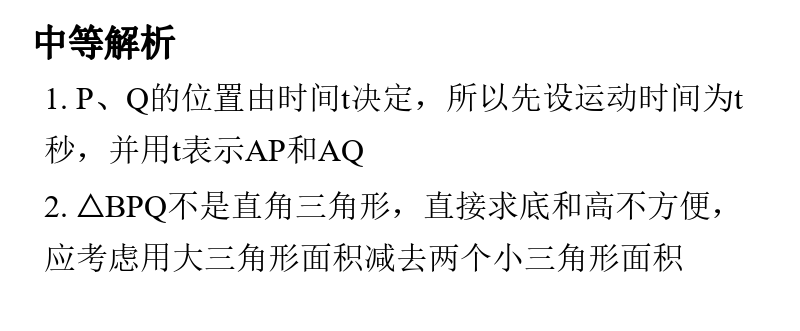 中等解析
1. P、Q的位置由时间t决定，所以先设运动时间为t
秒，并用t表示AP和AQ
2. △BPQ不是直角三角形，直接求底和高不方便，
应考虑用大三角形面积减去两个小三角形面积